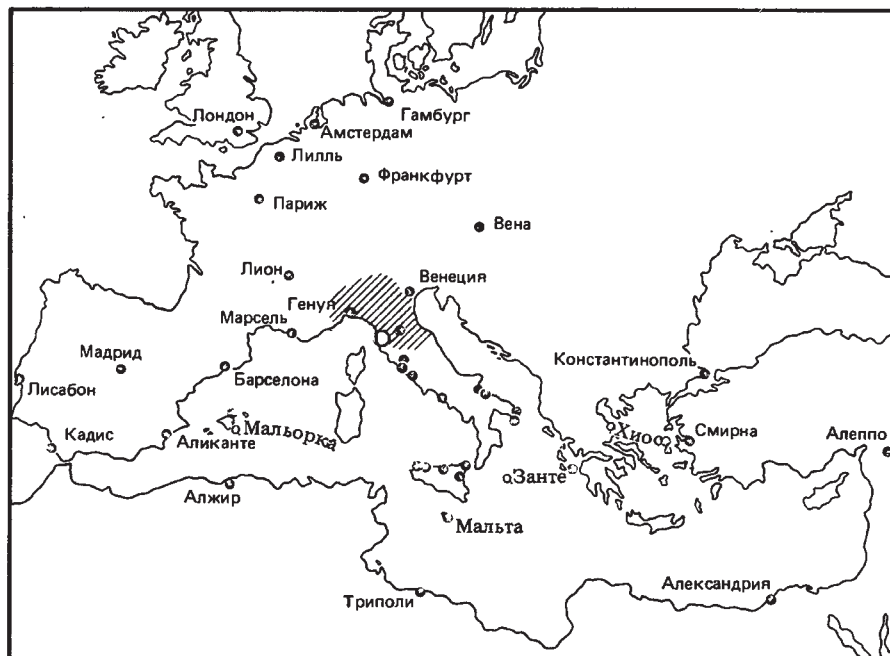 Лондон
Гамбург
Амстердам
Лилль
Франкфурт
Париж
Вена
Лион
Венеция
Генуя
Марсель
Мадрид
Константинополь
Барселона
Лисабон
Мальорка
Хиос
Кадис
Аликанте
Смирна
Алеппо
Занте
Алжир
Мальта
Александрия
Триполи